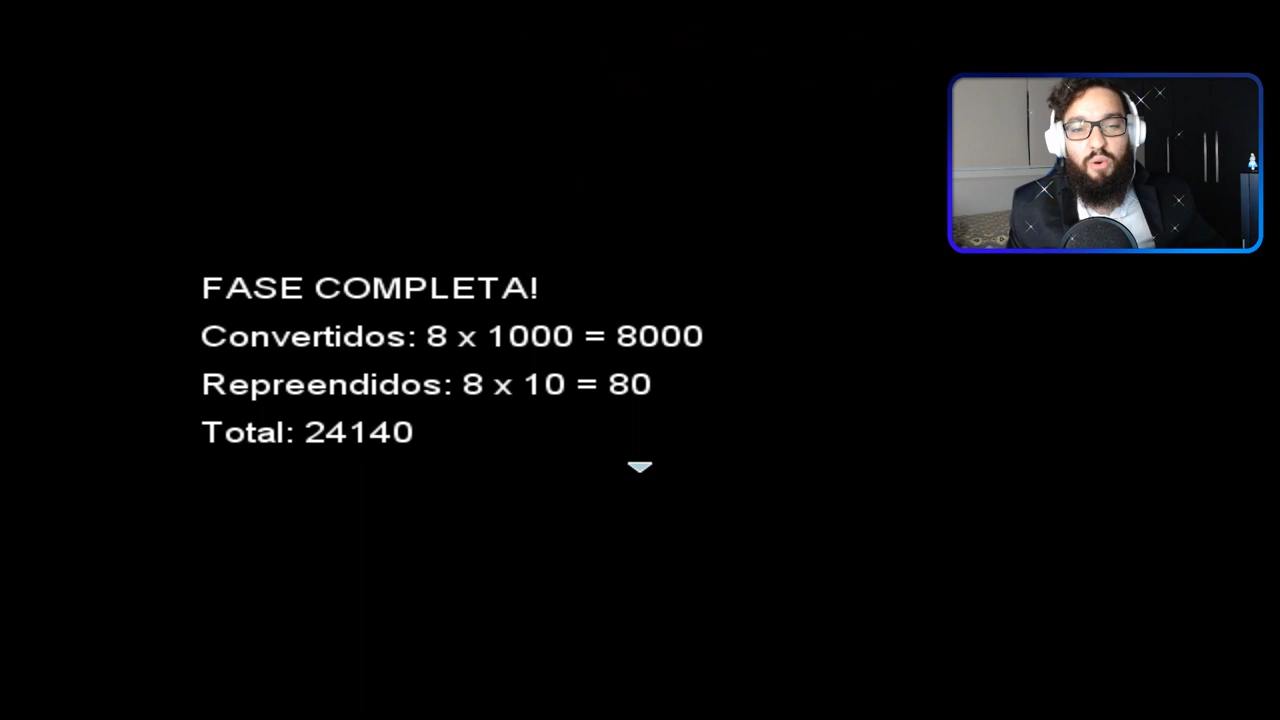 FASE COMPLETA!
Convertidos: 8 x 1000 = 8000
Repreendidos: 8 x 10 = 80
Total: 24140